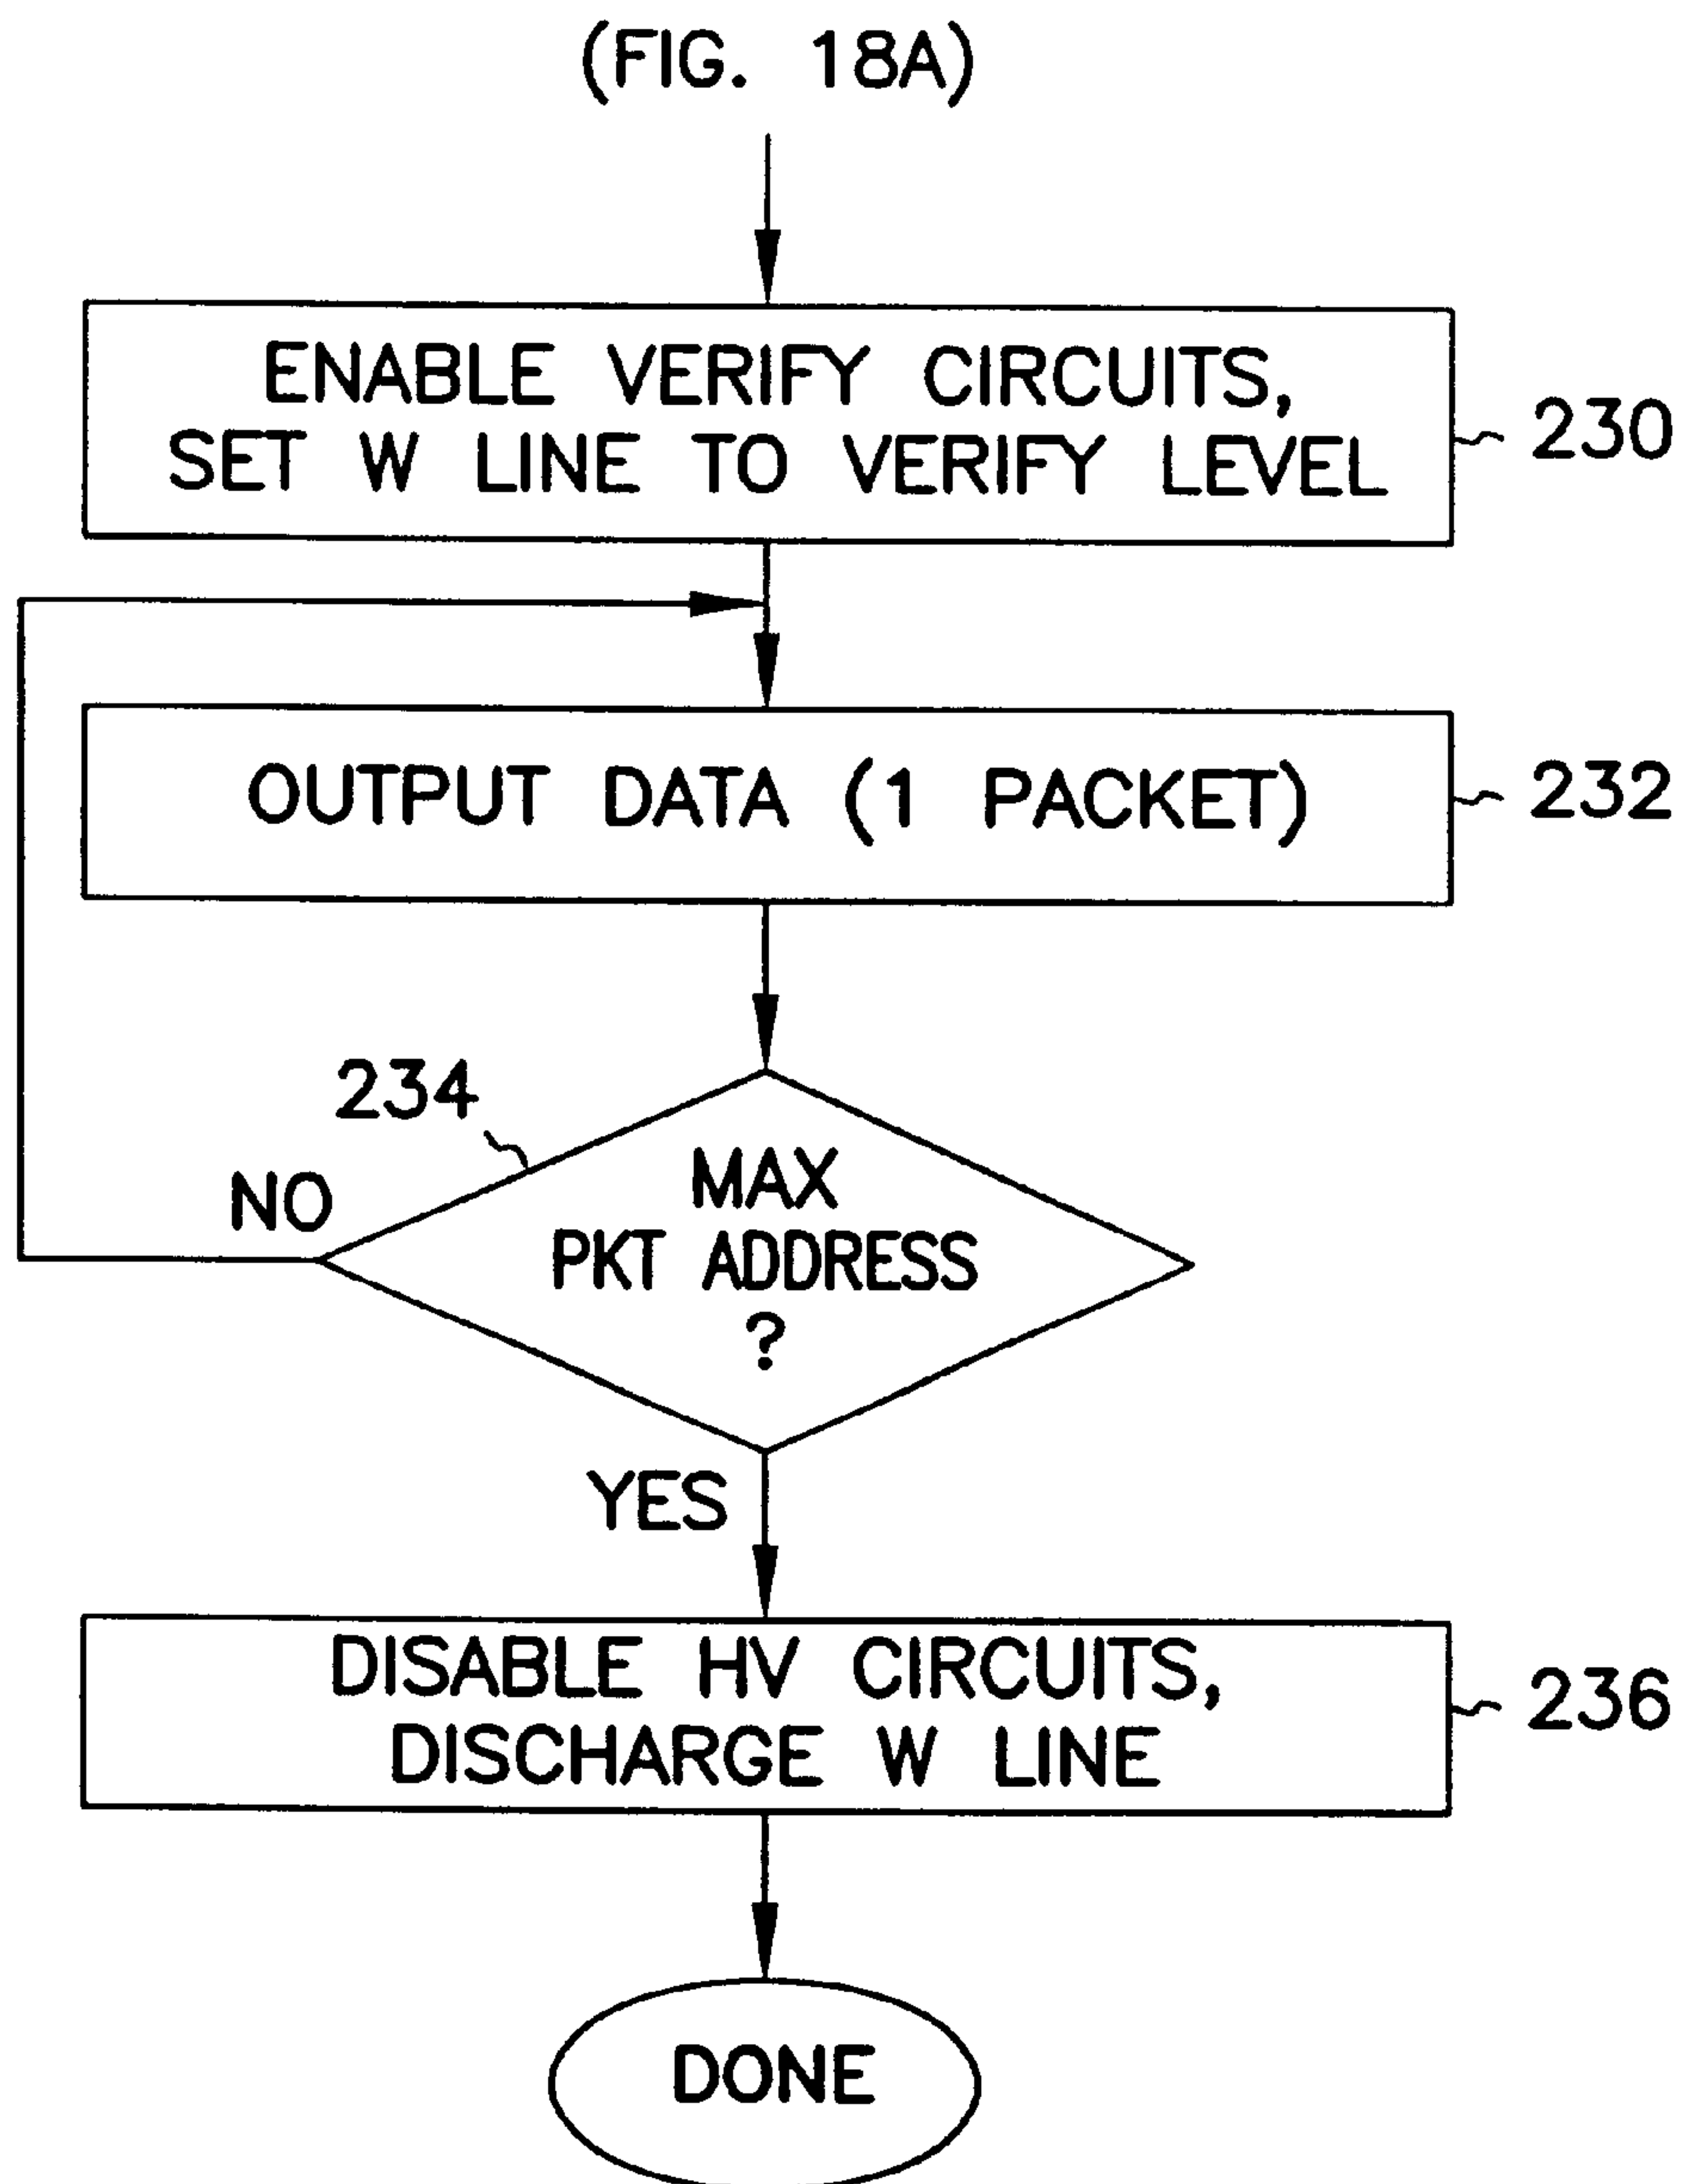 (FIG. 18A)
ENABLE VERIFY CIRCUITS,
SET W LINE TO VERIFY LEVEL
230
OUTPUT DATA (1 PACKET)
232
234
NO
MAX
PKT ADDRESS
?
YES
DISABLE HV CIRCUITS,
DISCHARGE W LINE
236
DONE